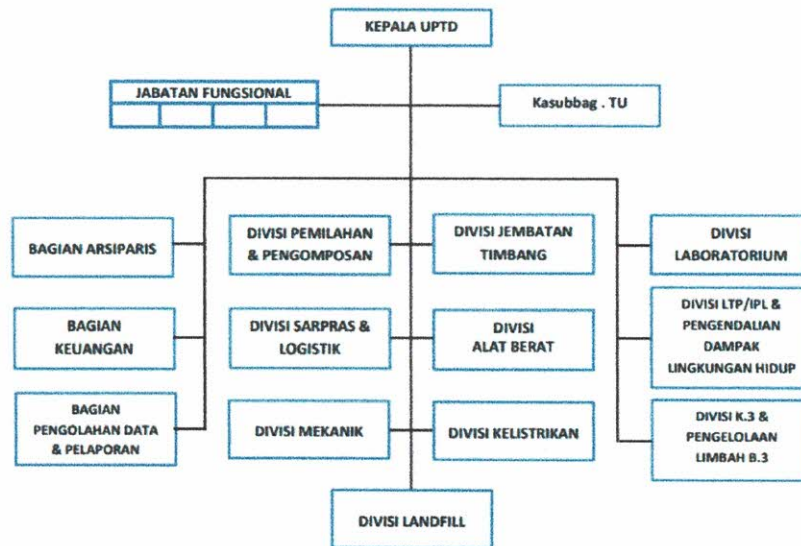 KEPALA UPTD
JABATAN FUNGSIONAL
Kasubbag . TU
BAGIAN ARSIPARIS
DIVISI PEMILAHAN
& PENGOMPOSAN
DIVISI JEMBATAN
TIMBANG
DIVISI
LABORATORIUM
BAGIAN
KEUANGAN
DIVISI SARPRAS &
LOGISTIK
DIVISI
ALAT BERAT
DIVISI LTP/IPL &
PENGENDALIAN
DAMPAK
LINGKUNGAN HIDUP
BAGIAN
PENGOLAHAN DATA
& PELAPORAN
DIVISI MEKANIK
DIVISI KELISTRIKAN
DIVISI K.3 &
PENGELOLAAN
LIMBAH B.3
DIVISI LANDFILL